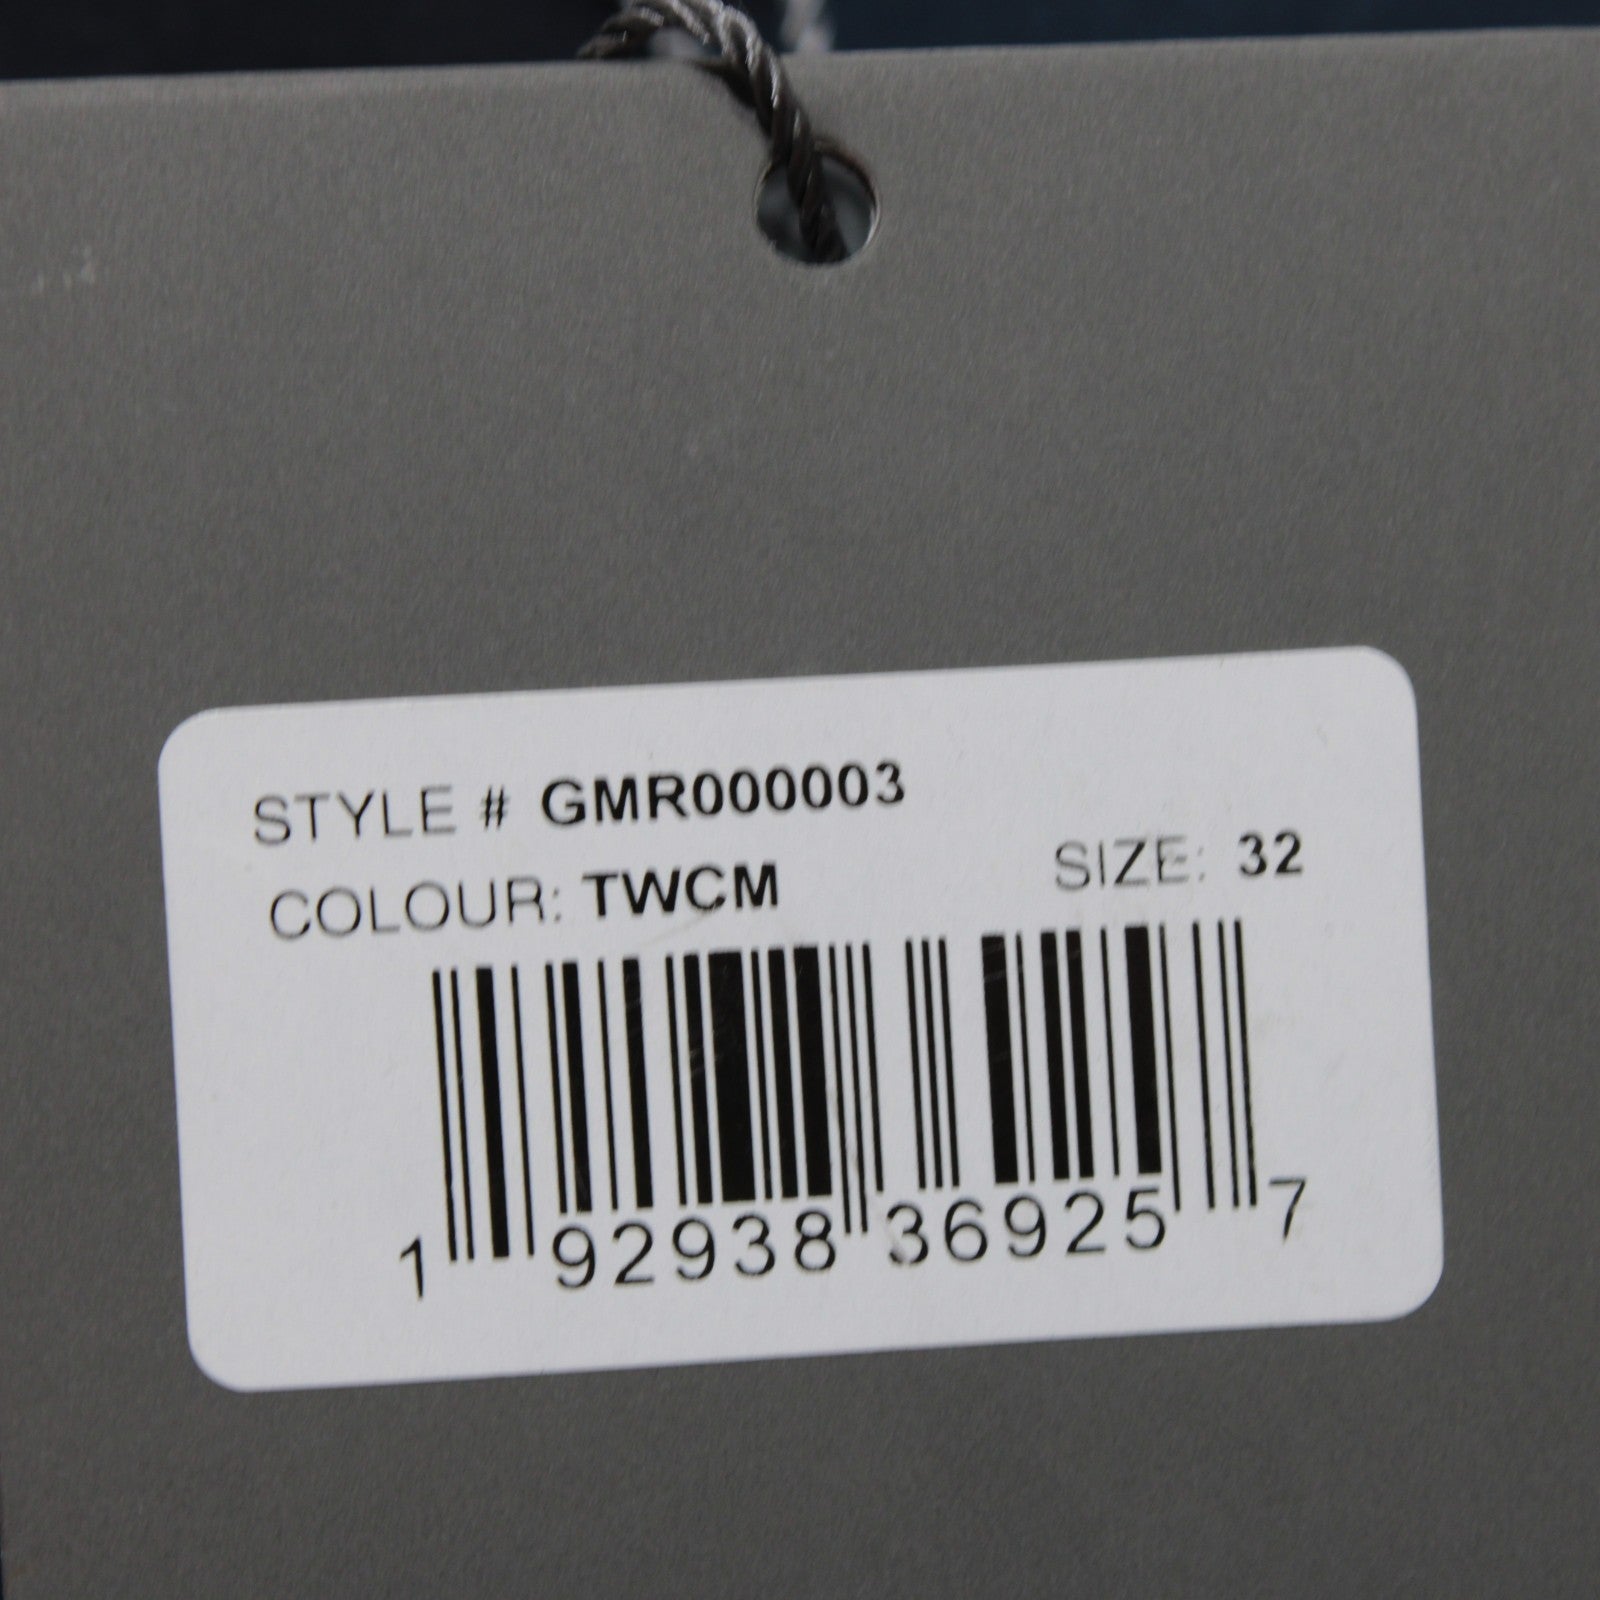 STYLE # GMR000003
COLOUR: TWCM SIZE: 32
1 92938 36925 7